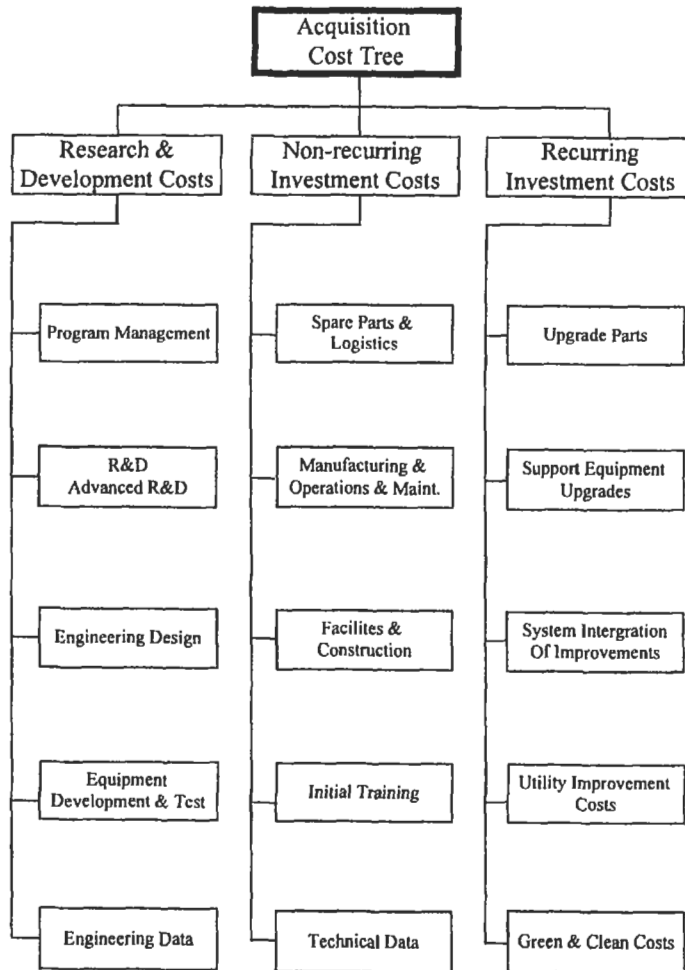 Acquisition
Cost Tree
Research &
Development Costs
Non-recurring
Investment Costs
Recurring
Investment Costs
Program Management
Spare Parts &
Logistics
Upgrade Parts
R&D
Advanced R&D
Manufacturing &
Operations & Maint.
Support Equipment
Upgrades
Engineering Design
Facilites &
Construction
System Intergration
Of Improvements
Equipment
Development & Test
Initial Training
Utility Improvement
Costs
Engineering Data
Technical Data
Green & Clean Costs